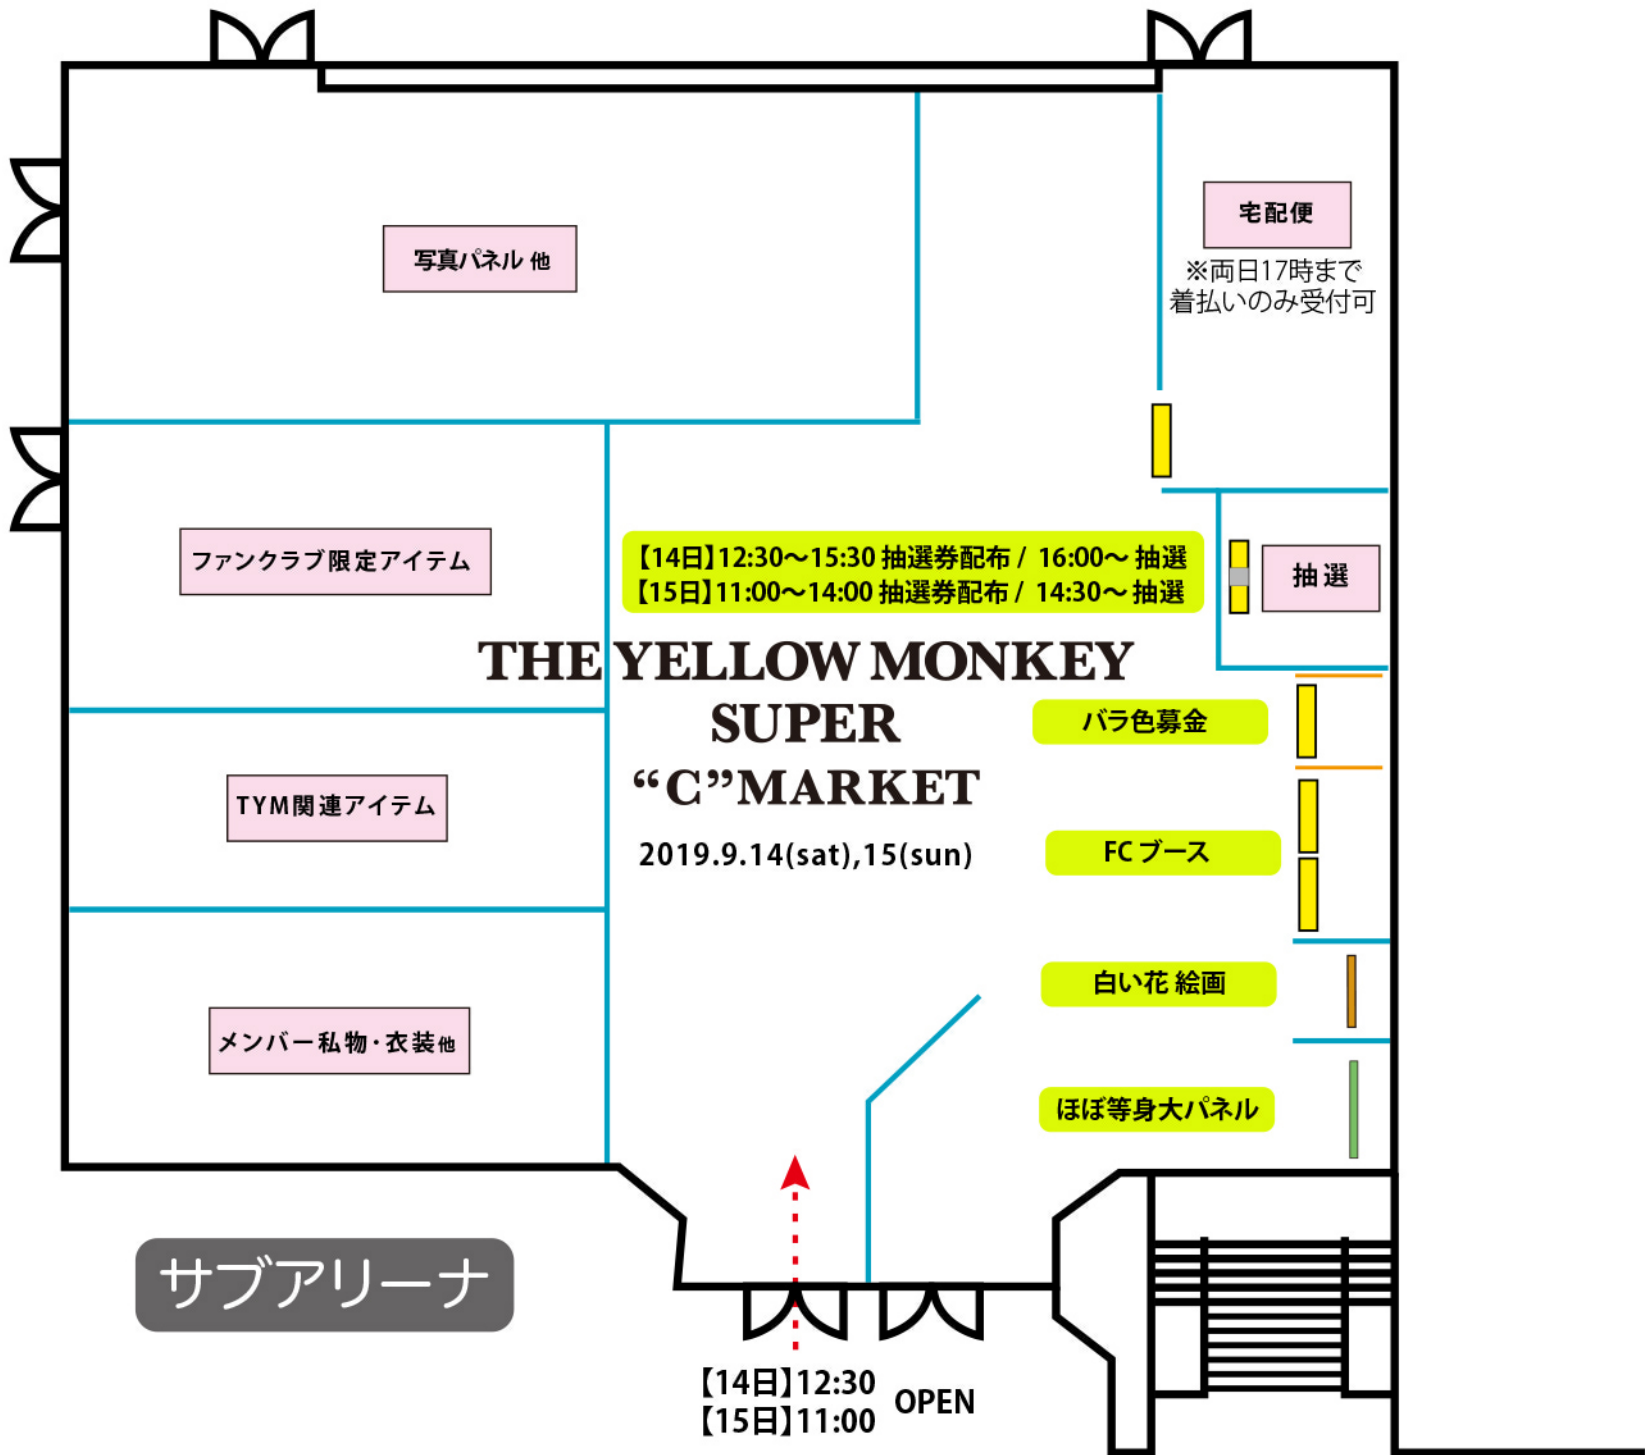 宅配便
※両日17時まで
着払いのみ受付可
写真パネル 他
ファンクラブ限定アイテム
【14日】12:30～15:30 抽選券配布 / 16:00～ 抽選
【15日】11:00～14:00 抽選券配布 / 14:30～ 抽選
抽選
THE YELLOW MONKEY
SUPER
“C”MARKET
2019.9.14(sat),15(sun)
バラ色募金
TYM関連アイテム
FC ブース
白い花 絵画
メンバー私物・衣装他
ほぼ等身大パネル
サブアリーナ
【14日】12:30
【15日】11:00
OPEN